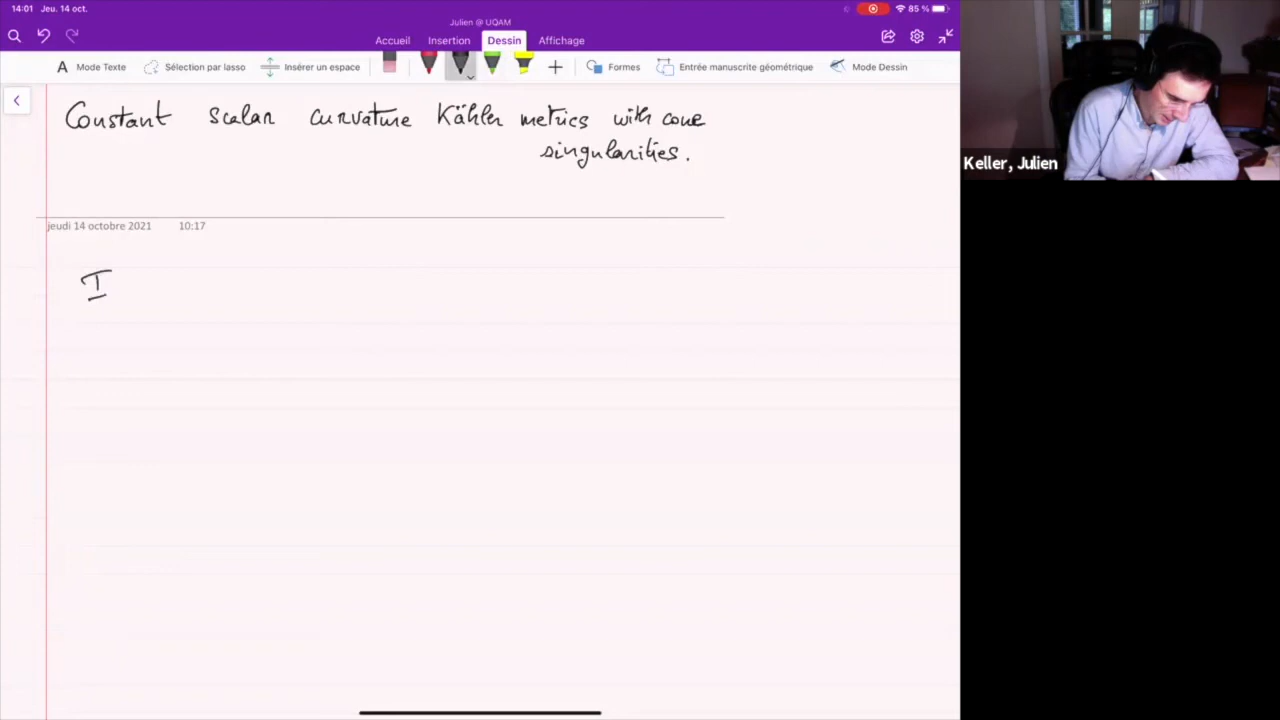 14:01 Jeu. 14 oct.
85 %
Julien @ UQAM
Accueil Insertion Dessin Affichage
A Mode Texte Sélection par lasso Insérer un espace Formes Entrée manuscrite géométrique Mode Dessin
Constant scalar curvature Kähler metrics with cone
singularities.
jeudi 14 octobre 2021 10:17
I
Keller, Julien